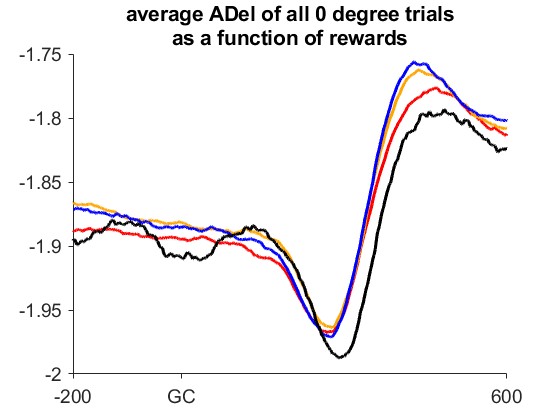 average ADel of all 0 degree trials
as a function of rewards
-1.75
-1.8
-1.85
-1.9
-1.95
-2
-200 GC 600